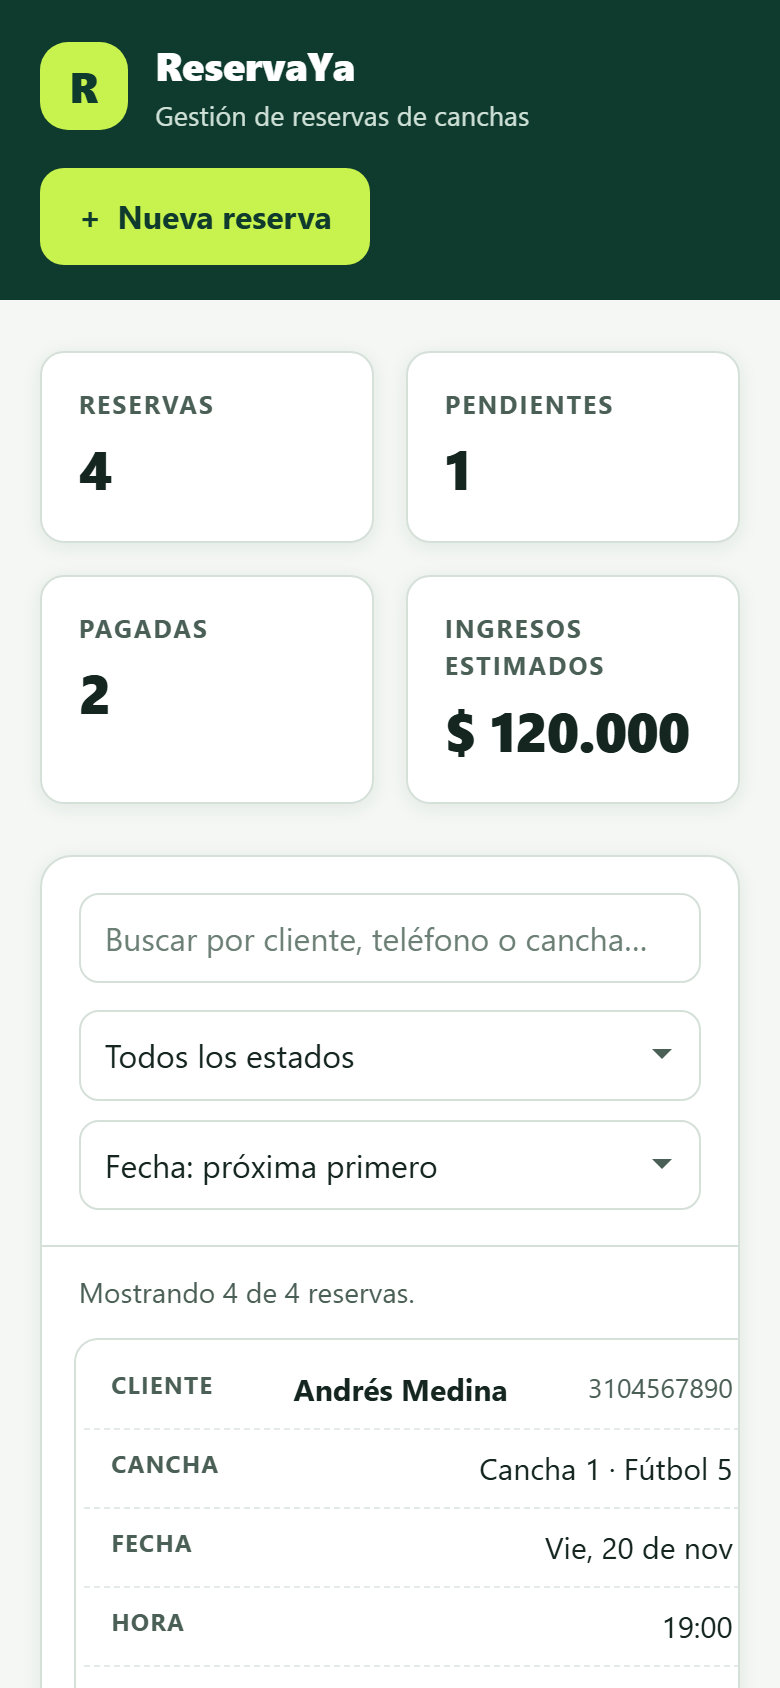 R
ReservaYa
Gestión de reservas de canchas
+ Nueva reserva
RESERVAS
4
PENDIENTES
1
PAGADAS
2
INGRESOS
ESTIMADOS
$ 120.000
Buscar por cliente, teléfono o cancha...
Todos los estados
Fecha: próxima primero
Mostrando 4 de 4 reservas.
CLIENTE Andrés Medina 3104567890
CANCHA Cancha 1 · Fútbol 5
FECHA Vie, 20 de nov
HORA 19:00